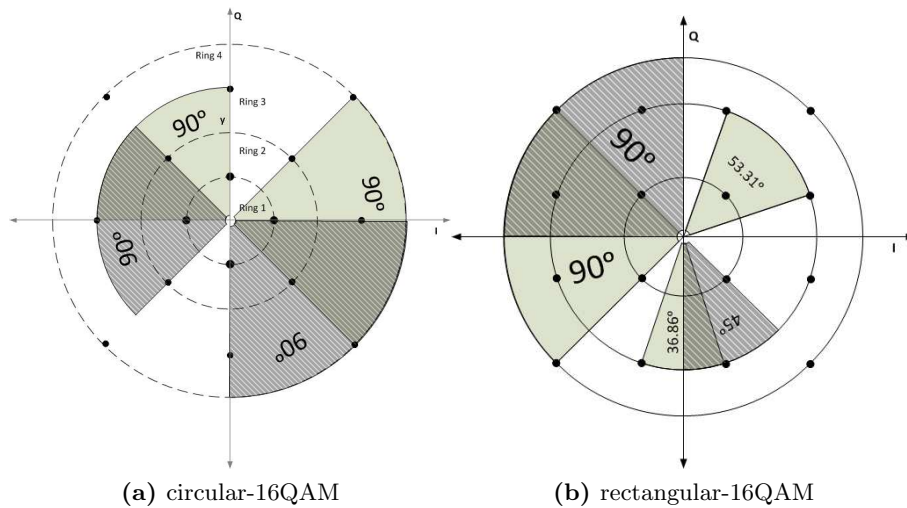 Q
Ring 4
Ring 3
90°
y
Ring 2
90°
Ring 1
I
90°
90°
(a) circular-16QAM
Q
90°
53.31°
I
90°
36.86°
45°
(b) rectangular-16QAM